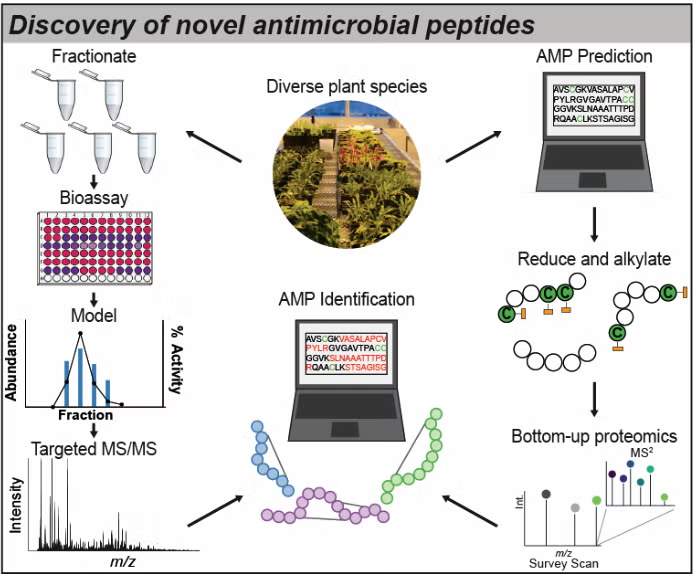 Discovery of novel antimicrobial peptides
Fractionate
Bioassay
Model
Abundance
% Activity
Fraction
Targeted MS/MS
Intensity
m/z
Diverse plant species
AMP Identification
AVSCGKVASALAPCV
PYLRGVGAVTPACC
GGVKSLNAAATTTPD
RQAACLKSTSAGISG
AMP Prediction
AVSCGKVASALAPCV
PYLRGVGAVTPACC
GGVKSLNAAATTTPD
RQAACLKSTSAGISG
Reduce and alkylate
C C C C
C
Bottom-up proteomics
MS²
Int.
m/z
Survey Scan